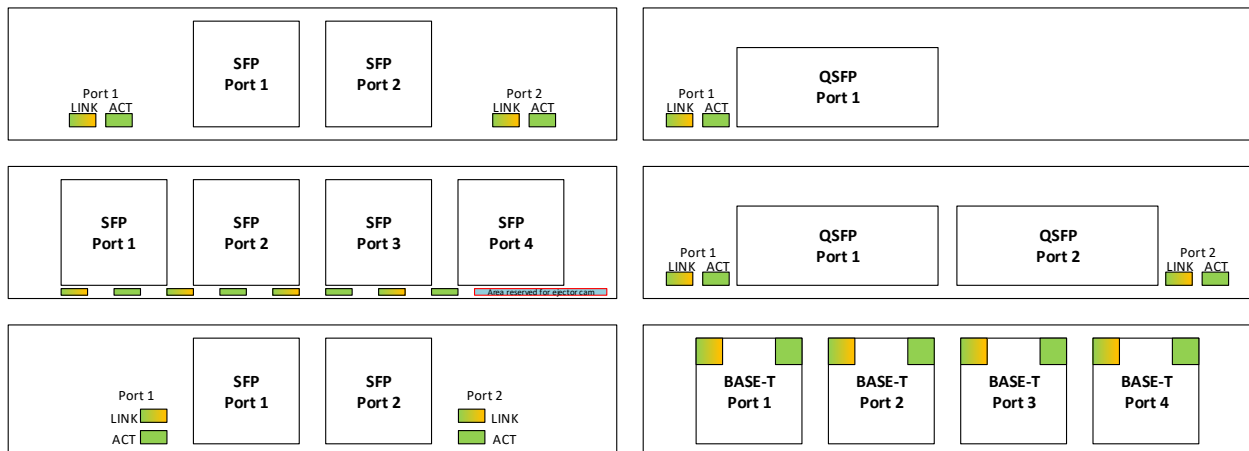 SFP
Port 1
SFP
Port 2
Port 1
LINK ACT
Port 2
LINK ACT
QSFP
Port 1
Port 1
LINK ACT
SFP
Port 1
SFP
Port 2
SFP
Port 3
SFP
Port 4
Area reserved for ejector cam
QSFP
Port 1
QSFP
Port 2
Port 1
LINK ACT
Port 2
LINK ACT
SFP
Port 1
SFP
Port 2
Port 1
LINK
ACT
Port 2
LINK
ACT
BASE-T
Port 1
BASE-T
Port 2
BASE-T
Port 3
BASE-T
Port 4